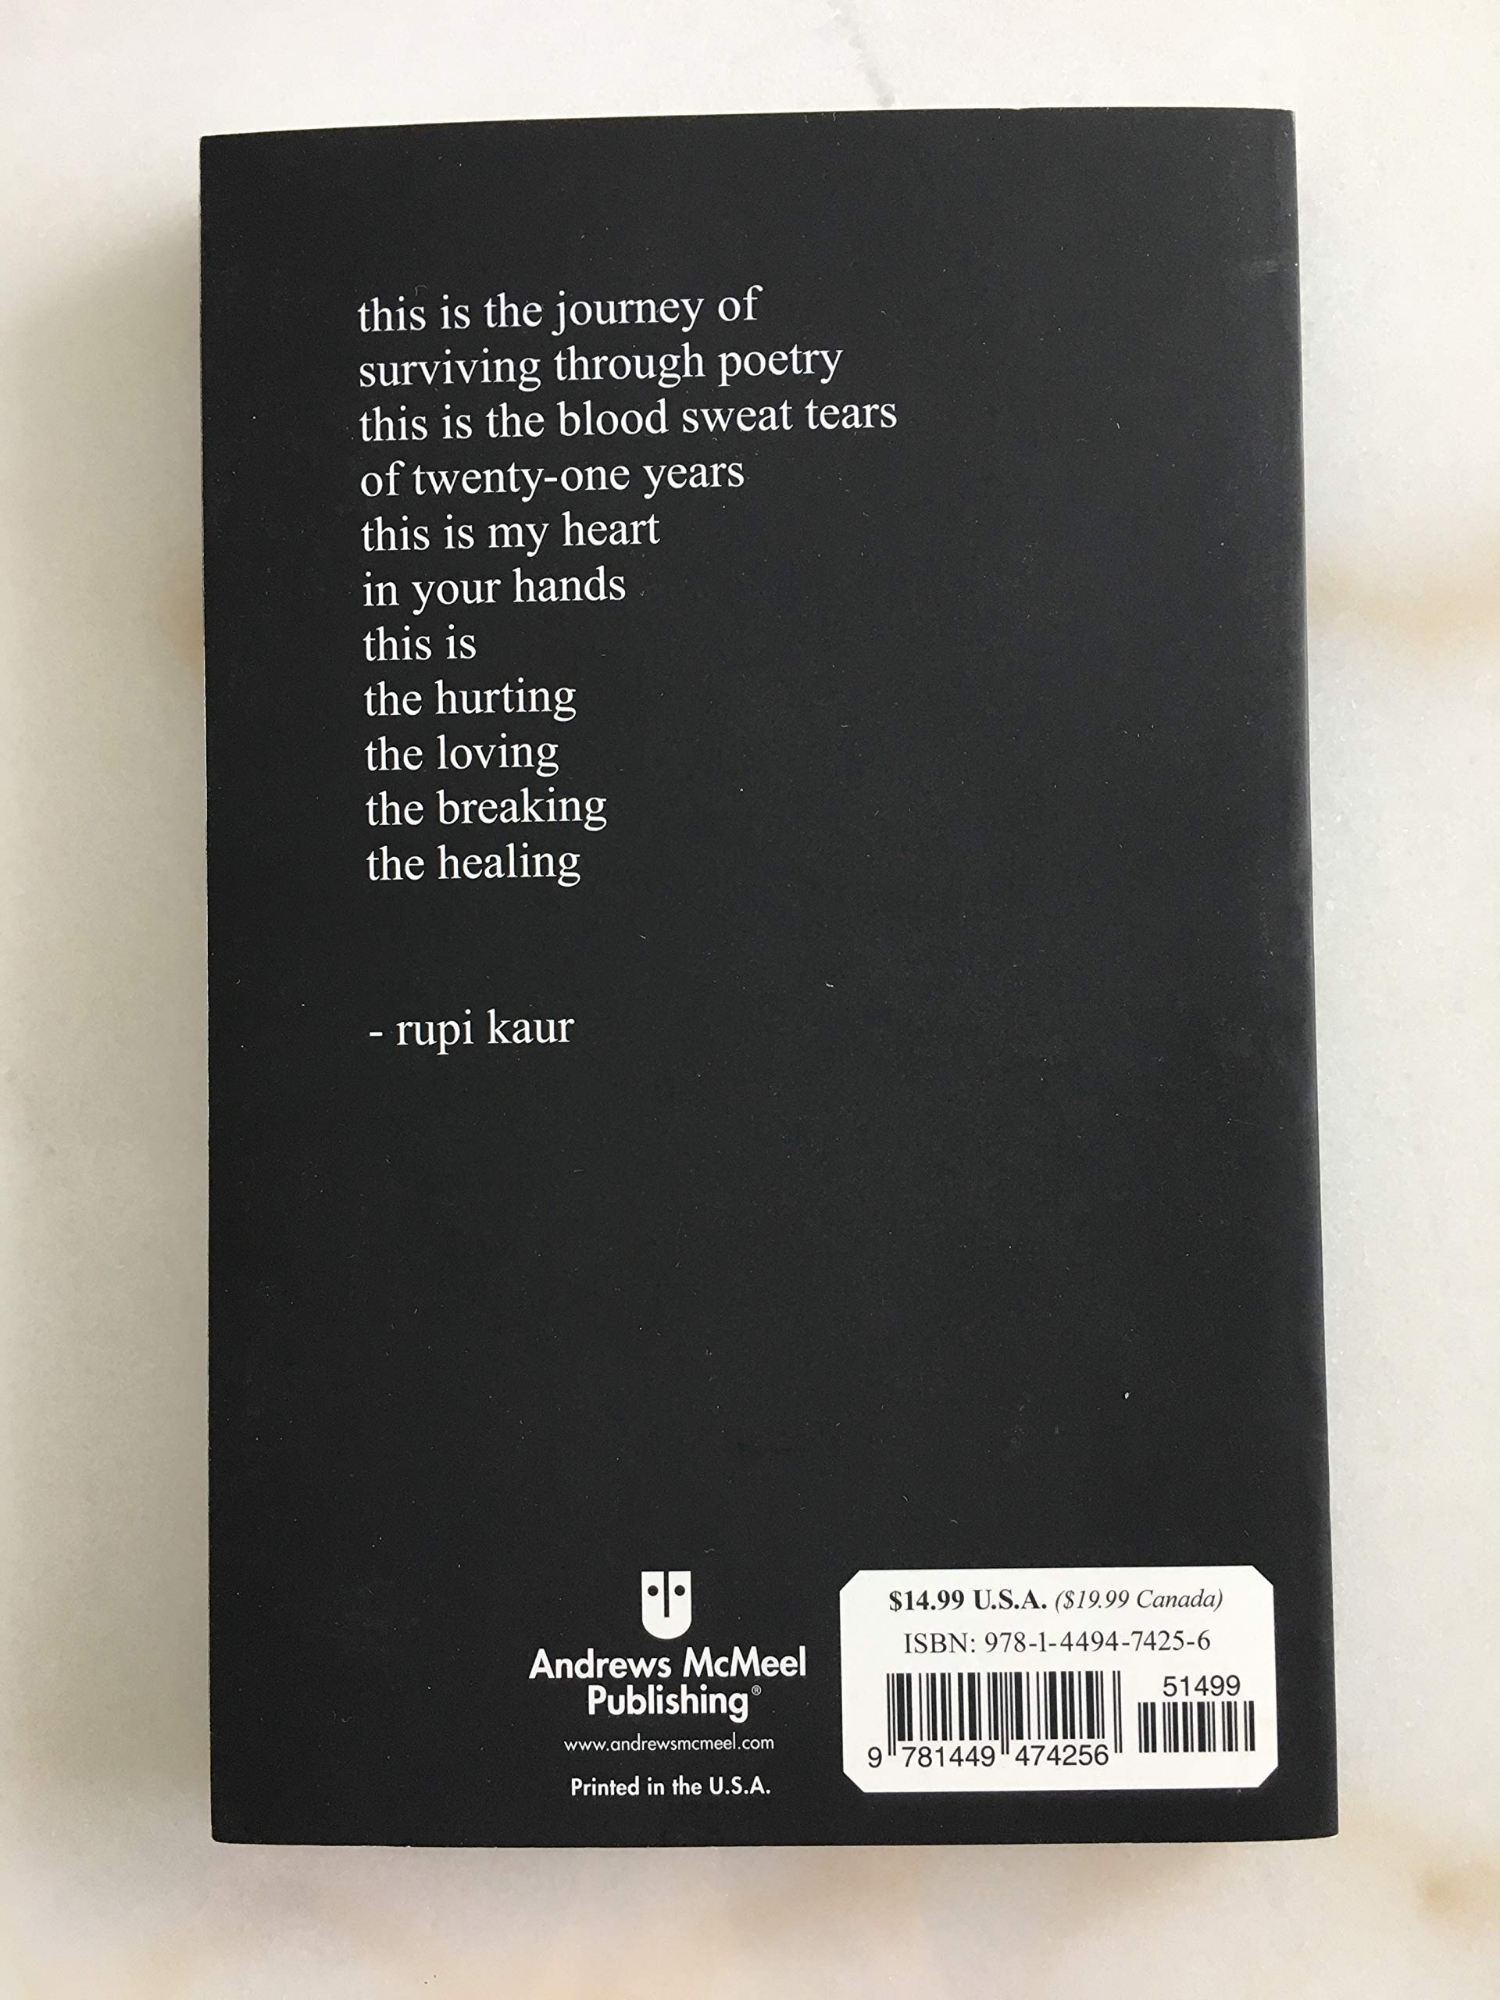 this is the journey of
surviving through poetry
this is the blood sweat tears
of twenty-one years
this is my heart
in your hands
this is
the hurting
the loving
the breaking
the healing
- rupi kaur
Andrews McMeel
Publishing®
www.andrewsmcmeel.com
Printed in the U.S.A.
$14.99 U.S.A. ($19.99 Canada)
ISBN: 978-1-4494-7425-6
51499
9 781449 474256